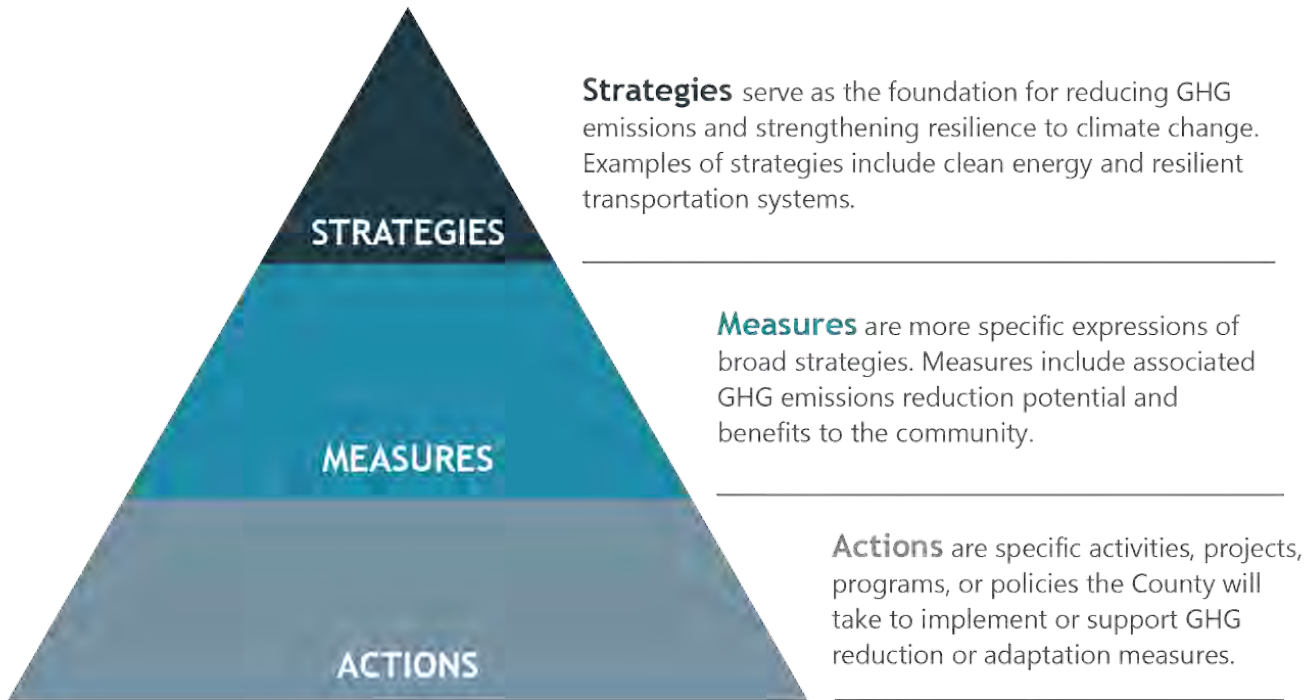 Strategies serve as the foundation for reducing GHG
emissions and strengthening resilience to climate change.
Examples of strategies include clean energy and resilient
transportation systems.
STRATEGIES
Measures are more specific expressions of
broad strategies. Measures include associated
GHG emissions reduction potential and
benefits to the community.
MEASURES
Actions are specific activities, projects,
programs, or policies the County will
take to implement or support GHG
reduction or adaptation measures.
ACTIONS